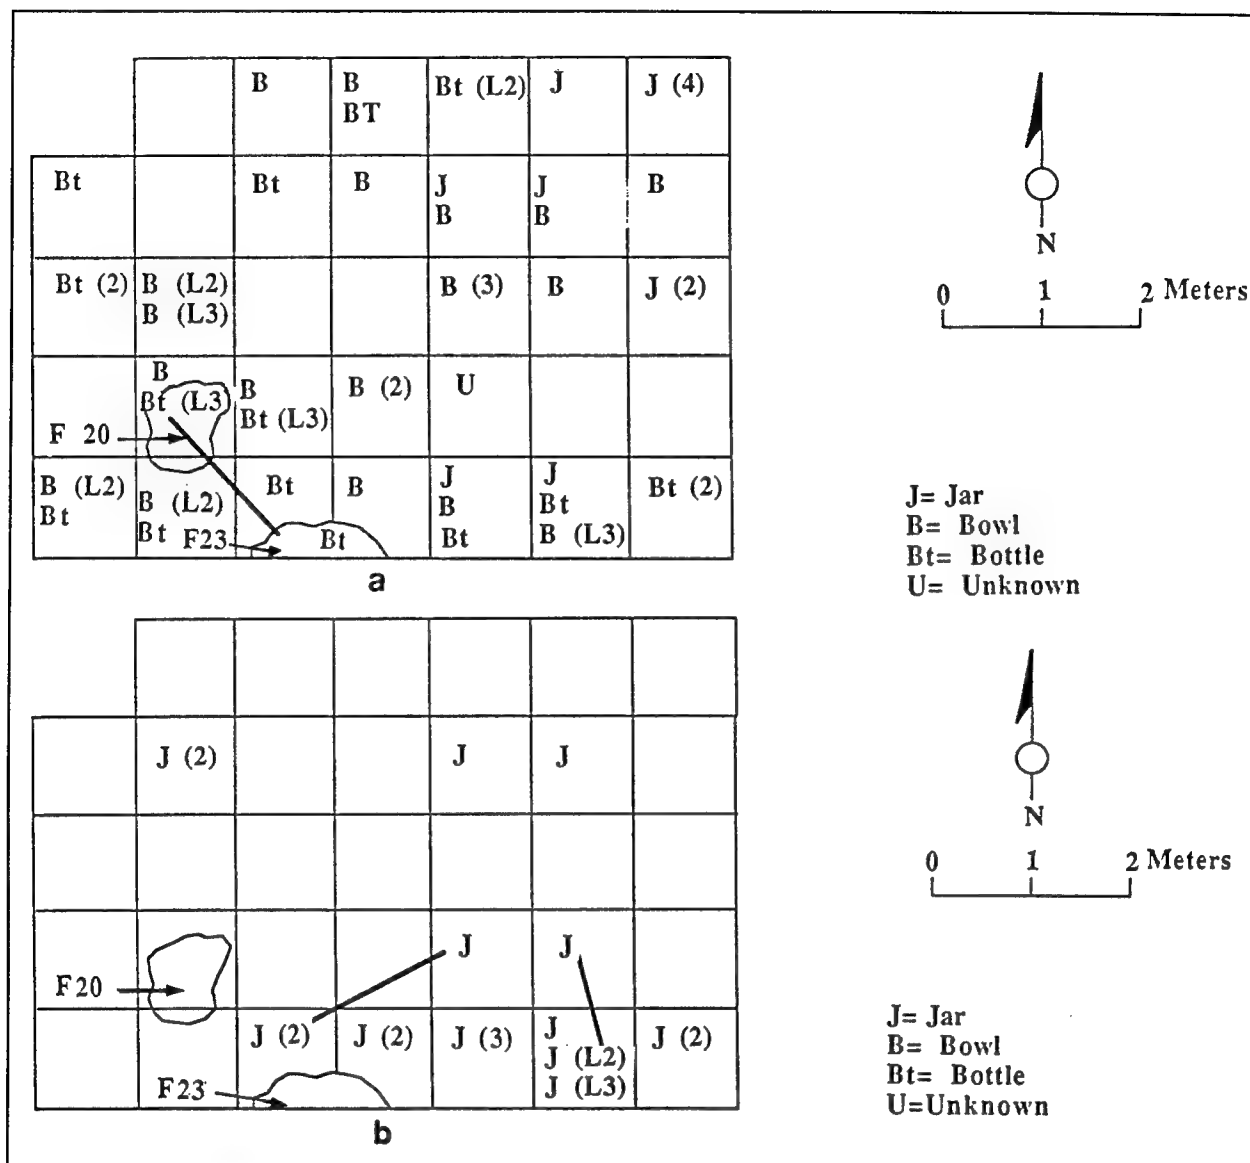 B B Bt (L2) J J (4)
BT
Bt Bt B J J B
B B
Bt (2) B (L2) B (3) B J (2)
B (L3)
B B B (2) U
Bt (L3 Bt (L3)
F 20
B (L2) B (L2) Bt B J J Bt (2)
Bt Bt B Bt
F23 Bt Bt B (L3)
a
N
0 1 2 Meters
J= Jar
B= Bowl
Bt= Bottle
U= Unknown
J (2) J J
J J
F20
J (2) J (2) J (3) J J (2)
J (L2)
F23 J (L3)
b
N
0 1 2 Meters
J= Jar
B= Bowl
Bt= Bottle
U=Unknown